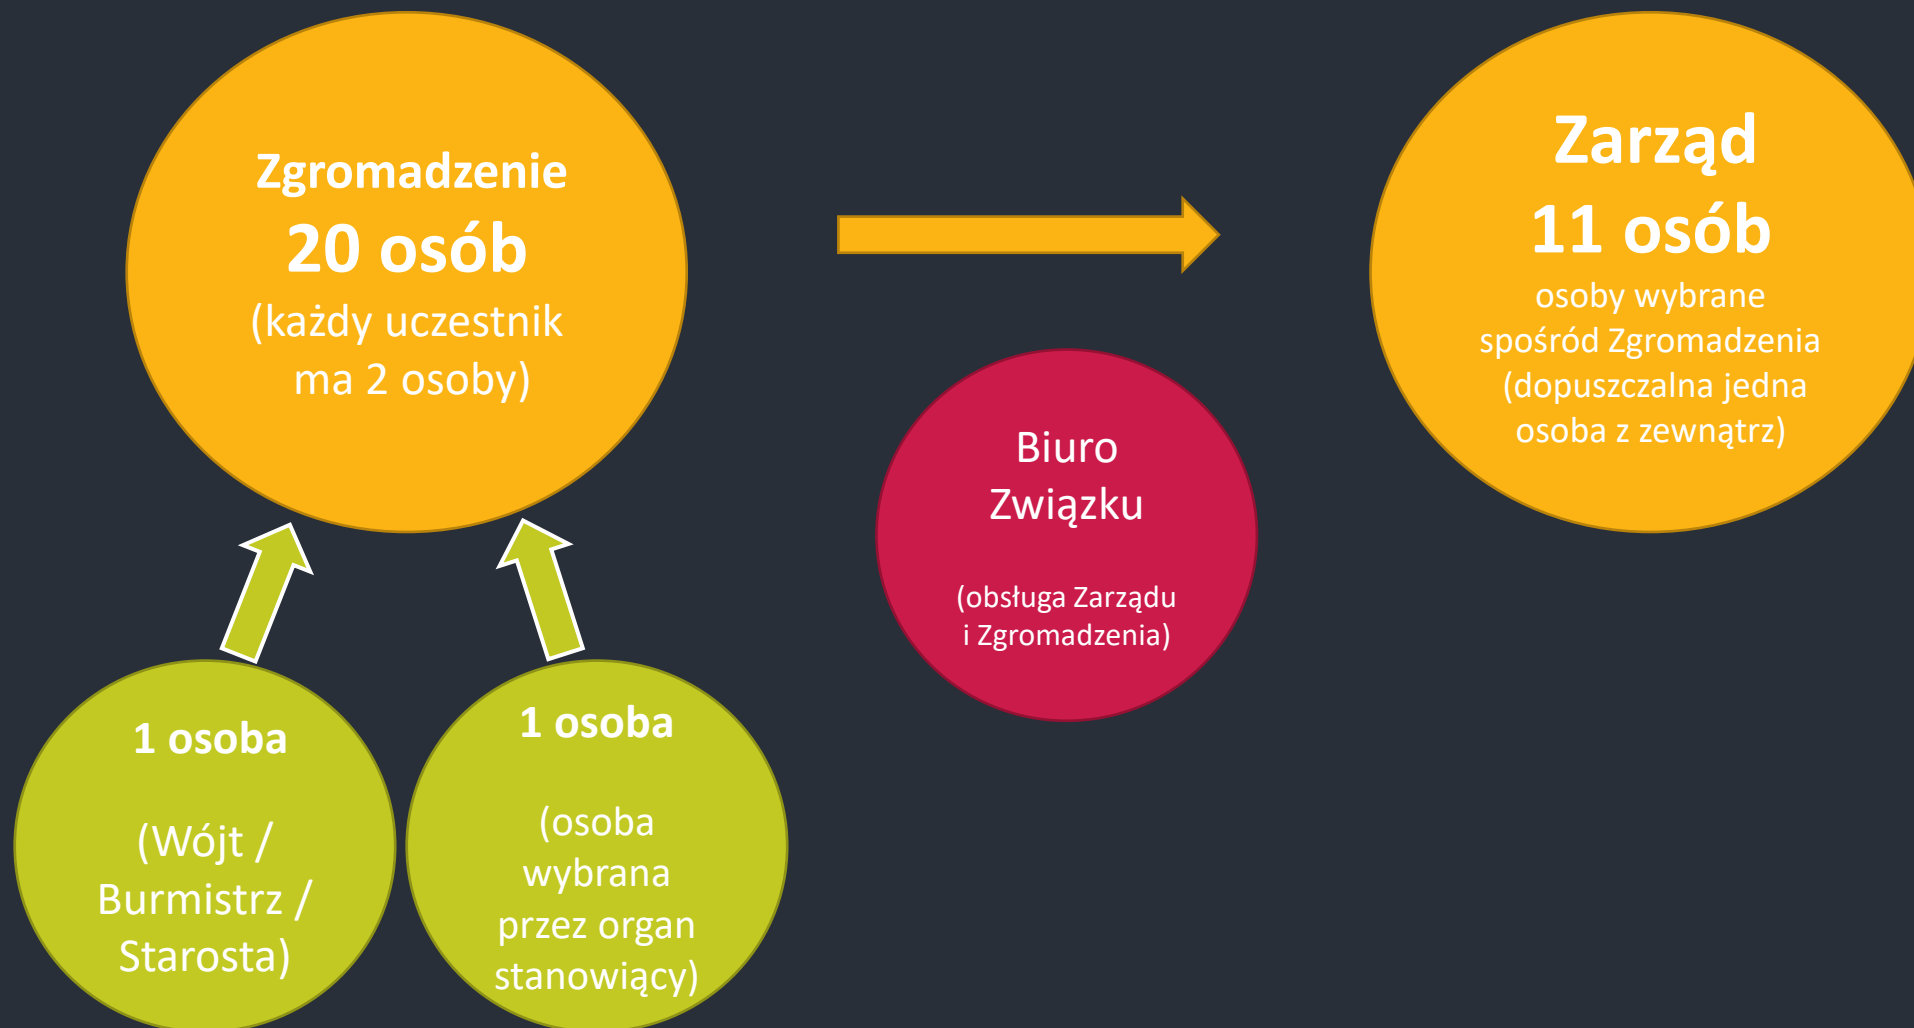 Zgromadzenie
20 osób
(każdy uczestnik
ma 2 osoby)
Zarząd
11 osób
osoby wybrane
spośród Zgromadzenia
(dopuszczalna jedna
osoba z zewnątrz)
Biuro
Związku
(obsługa Zarządu
i Zgromadzenia)
1 osoba
(Wójt /
Burmistrz /
Starosta)
1 osoba
(osoba
wybrana
przez organ
stanowiący)